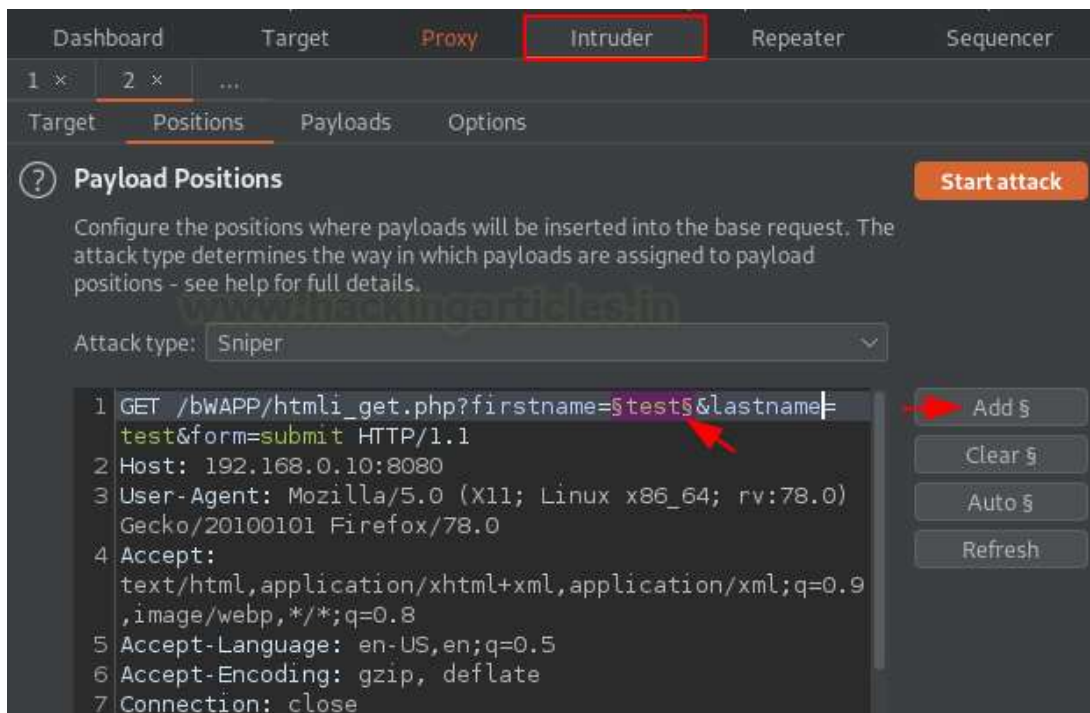 Dashboard Target Proxy Intruder Repeater Sequencer
1 × 2 × ...
Target Positions Payloads Options
? Payload Positions Start attack
Configure the positions where payloads will be inserted into the base request. The
attack type determines the way in which payloads are assigned to payload
positions - see help for full details.
www.hackingarticles.in
Attack type: Sniper
1 GET /bWAPP/htmli_get.php?firstname=§test§&lastname=
test&form=submit HTTP/1.1
2 Host: 192.168.0.10:8080
3 User-Agent: Mozilla/5.0 (X11; Linux x86_64; rv:78.0)
Gecko/20100101 Firefox/78.0
4 Accept:
text/html,application/xhtml+xml,application/xml;q=0.9
,image/webp,*/*;q=0.8
5 Accept-Language: en-US,en;q=0.5
6 Accept-Encoding: gzip, deflate
7 Connection: close
Add §
Clear §
Auto §
Refresh